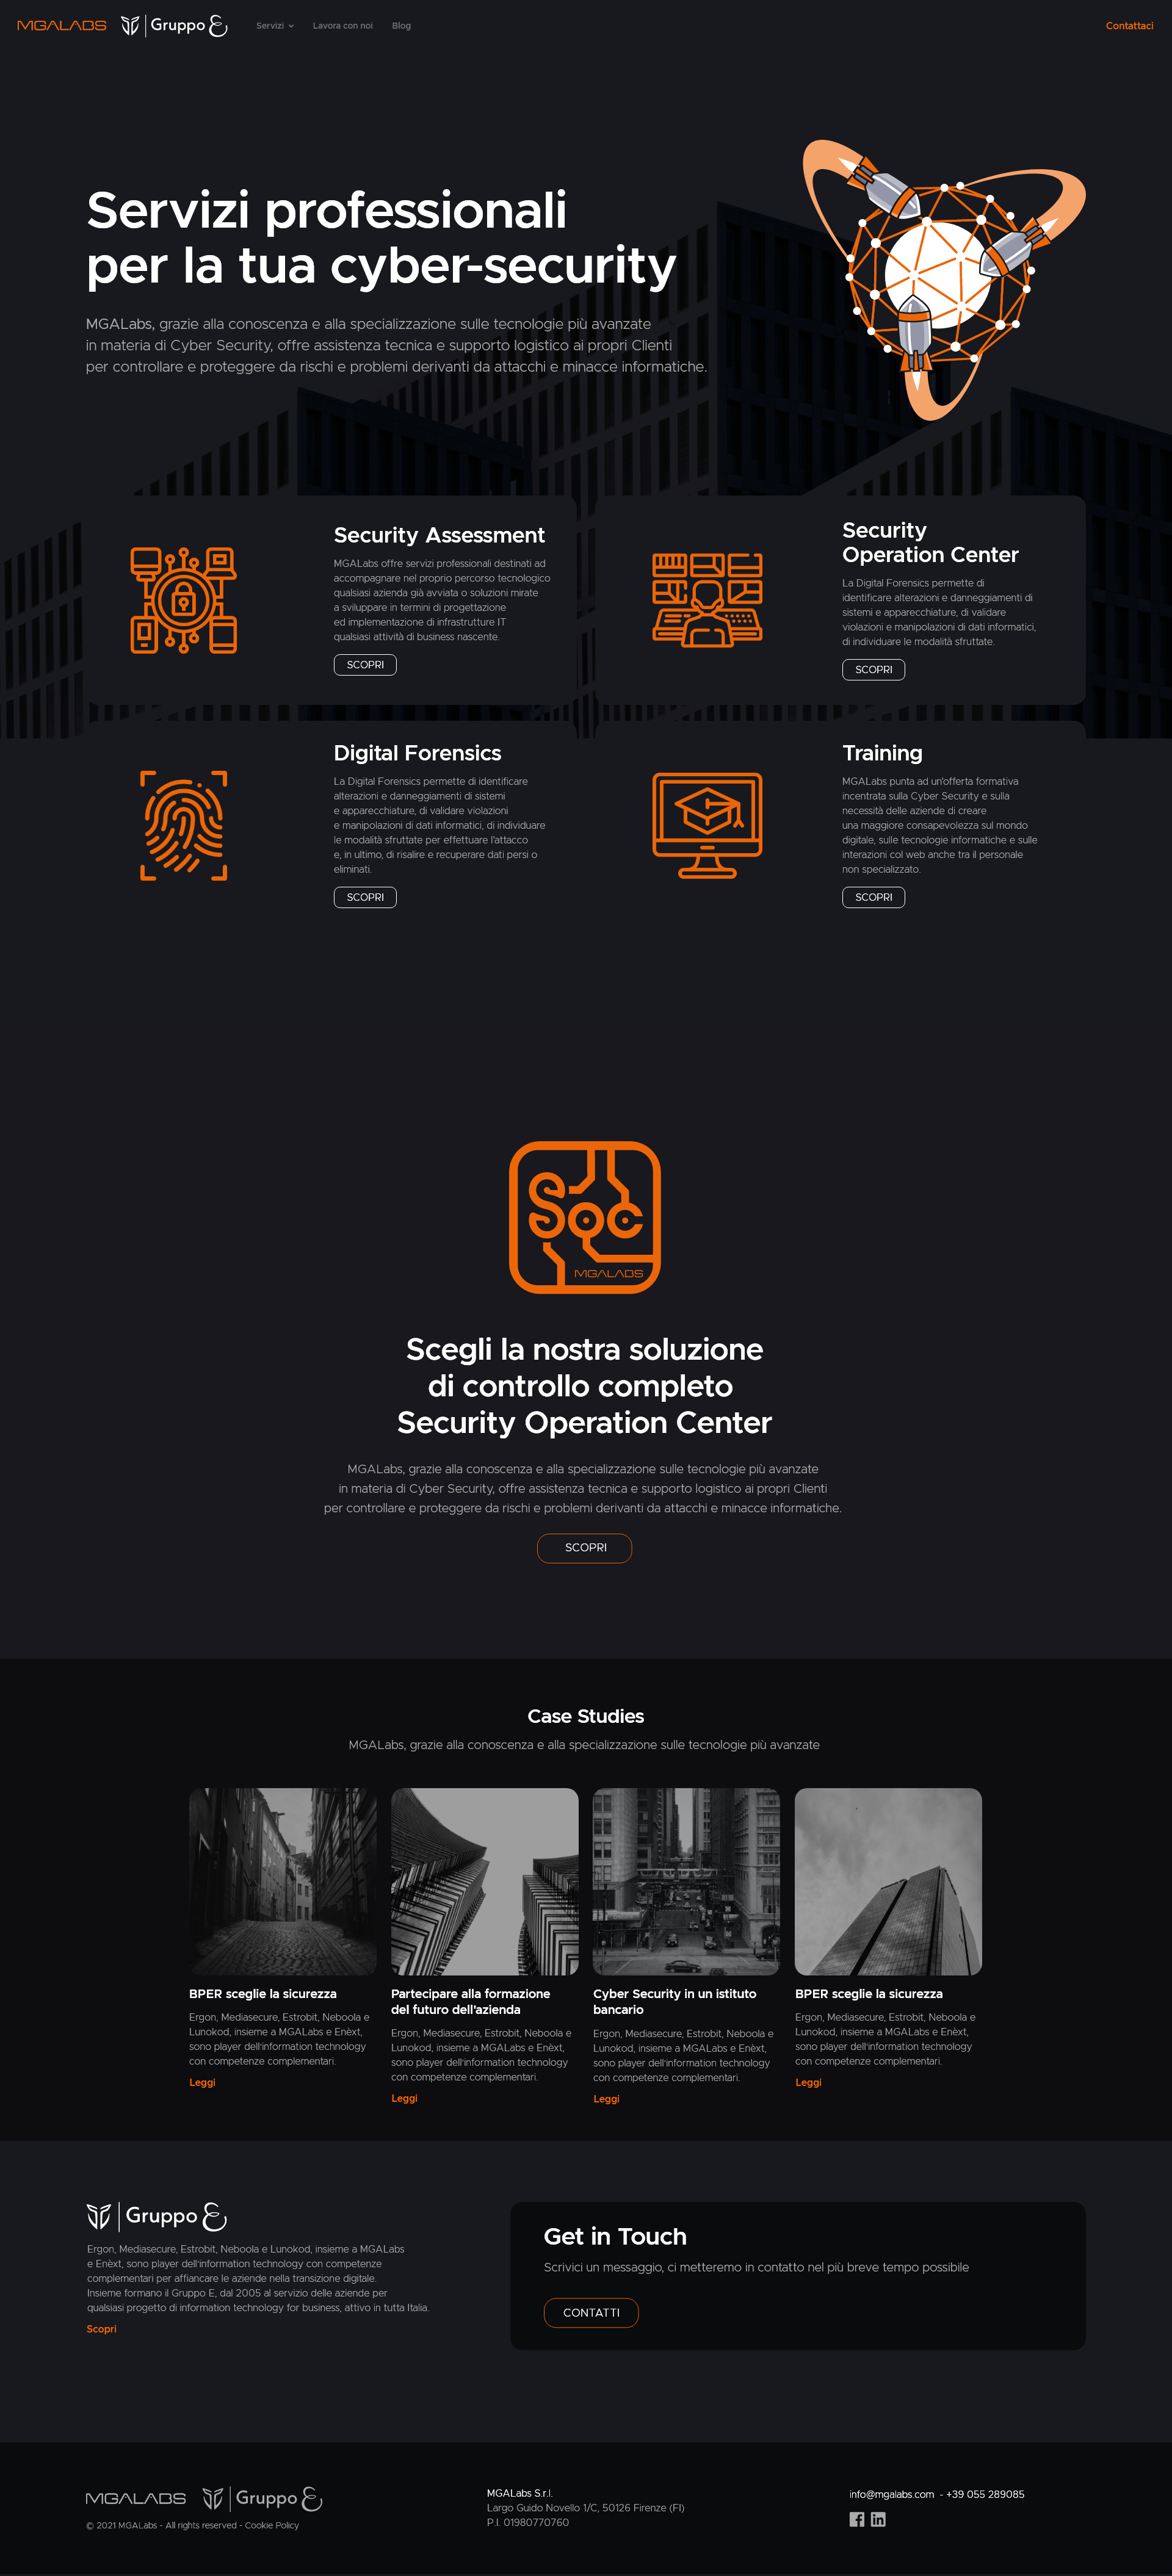 MGALABS
Gruppo E
Servizi
Lavora con noi
Blog
Contattaci
Servizi professionali
per la tua cyber-security
MGALabs, grazie alla conoscenza e alla specializzazione sulle tecnologie più avanzate
in materia di Cyber Security, offre assistenza tecnica e supporto logistico ai propri Clienti
per controllare e proteggere da rischi e problemi derivanti da attacchi e minacce informatiche.
Security Assessment
MGALabs offre servizi professionali destinati ad
accompagnare nel proprio percorso tecnologico
qualsiasi azienda già avviata o soluzioni mirate
a sviluppare in termini di progettazione
ed implementazione di infrastrutture IT
qualsiasi attività di business nascente.
SCOPRI
Security
Operation Center
La Digital Forensics permette di
identificare alterazioni e danneggiamenti di
sistemi e apparecchiature, di validare
violazioni e manipolazioni di dati informatici,
di individuare le modalità sfruttate.
SCOPRI
Digital Forensics
La Digital Forensics permette di identificare
alterazioni e danneggiamenti di sistemi
e apparecchiature, di validare violazioni
e manipolazioni di dati informatici, di individuare
le modalità sfruttate per effettuare l'attacco
e, in ultimo, di risalire e recuperare dati persi o
eliminati.
SCOPRI
Training
MGALabs punta ad un'offerta formativa
incentrata sulla Cyber Security e sulla
necessità delle aziende di creare
una maggiore consapevolezza sul mondo
digitale, sulle tecnologie informatiche e sulle
interazioni col web anche tra il personale
non specializzato.
SCOPRI
SOC
MGALABS
Scegli la nostra soluzione
di controllo completo
Security Operation Center
MGALabs, grazie alla conoscenza e alla specializzazione sulle tecnologie più avanzate
in materia di Cyber Security, offre assistenza tecnica e supporto logistico ai propri Clienti
per controllare e proteggere da rischi e problemi derivanti da attacchi e minacce informatiche.
SCOPRI
Case Studies
MGALabs, grazie alla conoscenza e alla specializzazione sulle tecnologie più avanzate
BPER sceglie la sicurezza
Ergon, Mediasecure, Estrobit, Neboola e
Lunokod, insieme a MGALabs e Enèxt,
sono player dell'information technology
con competenze complementari.
Leggi
Partecipare alla formazione
del futuro dell'azienda
Ergon, Mediasecure, Estrobit, Neboola e
Lunokod, insieme a MGALabs e Enèxt,
sono player dell'information technology
con competenze complementari.
Leggi
Cyber Security in un istituto
bancario
Ergon, Mediasecure, Estrobit, Neboola e
Lunokod, insieme a MGALabs e Enèxt,
sono player dell'information technology
con competenze complementari.
Leggi
BPER sceglie la sicurezza
Ergon, Mediasecure, Estrobit, Neboola e
Lunokod, insieme a MGALabs e Enèxt,
sono player dell'information technology
con competenze complementari.
Leggi
Gruppo E
Ergon, Mediasecure, Estrobit, Neboola e Lunokod, insieme a MGALabs
e Enèxt, sono player dell'information technology con competenze
complementari per affiancare le aziende nella transizione digitale.
Insieme formano il Gruppo E, dal 2005 al servizio delle aziende per
qualsiasi progetto di information technology for business, attivo in tutta Italia.
Scopri
Get in Touch
Scrivici un messaggio, ci metteremo in contatto nel più breve tempo possibile
CONTATTI
MGALABS
Gruppo E
© 2021 MGALabs - All rights reserved - Cookie Policy
MGALabs S.r.l.
Largo Guido Novello 1/C, 50126 Firenze (FI)
P.I. 01980770760
info@mgalabs.com - +39 055 289085